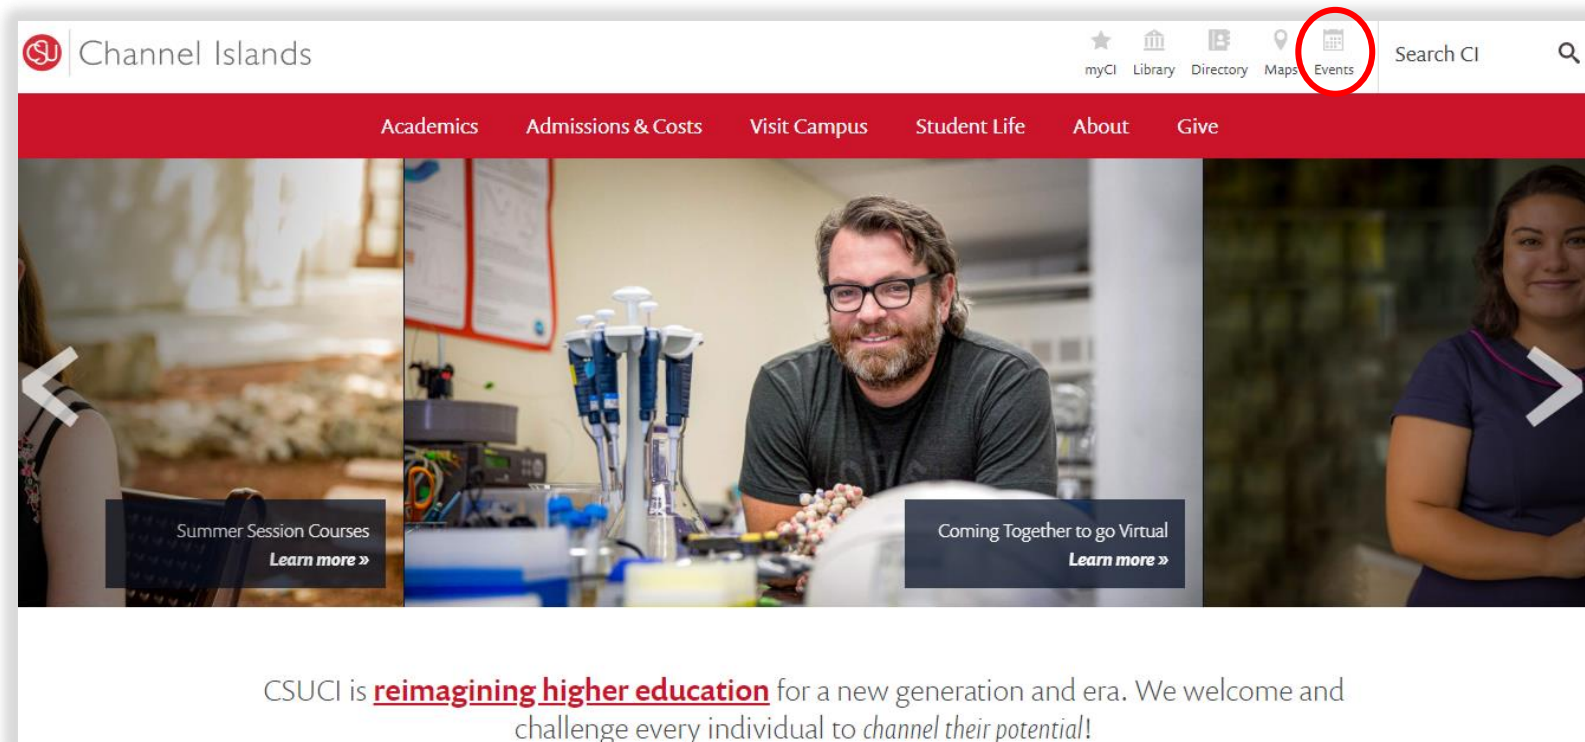 CSU Channel Islands
myCI Library Directory Maps Events
Search CI
Academics Admissions & Costs Visit Campus Student Life About Give
Summer Session Courses
Learn more »
Coming Together to go Virtual
Learn more »
CSUCI is reimagining higher education for a new generation and era. We welcome and
challenge every individual to channel their potential!